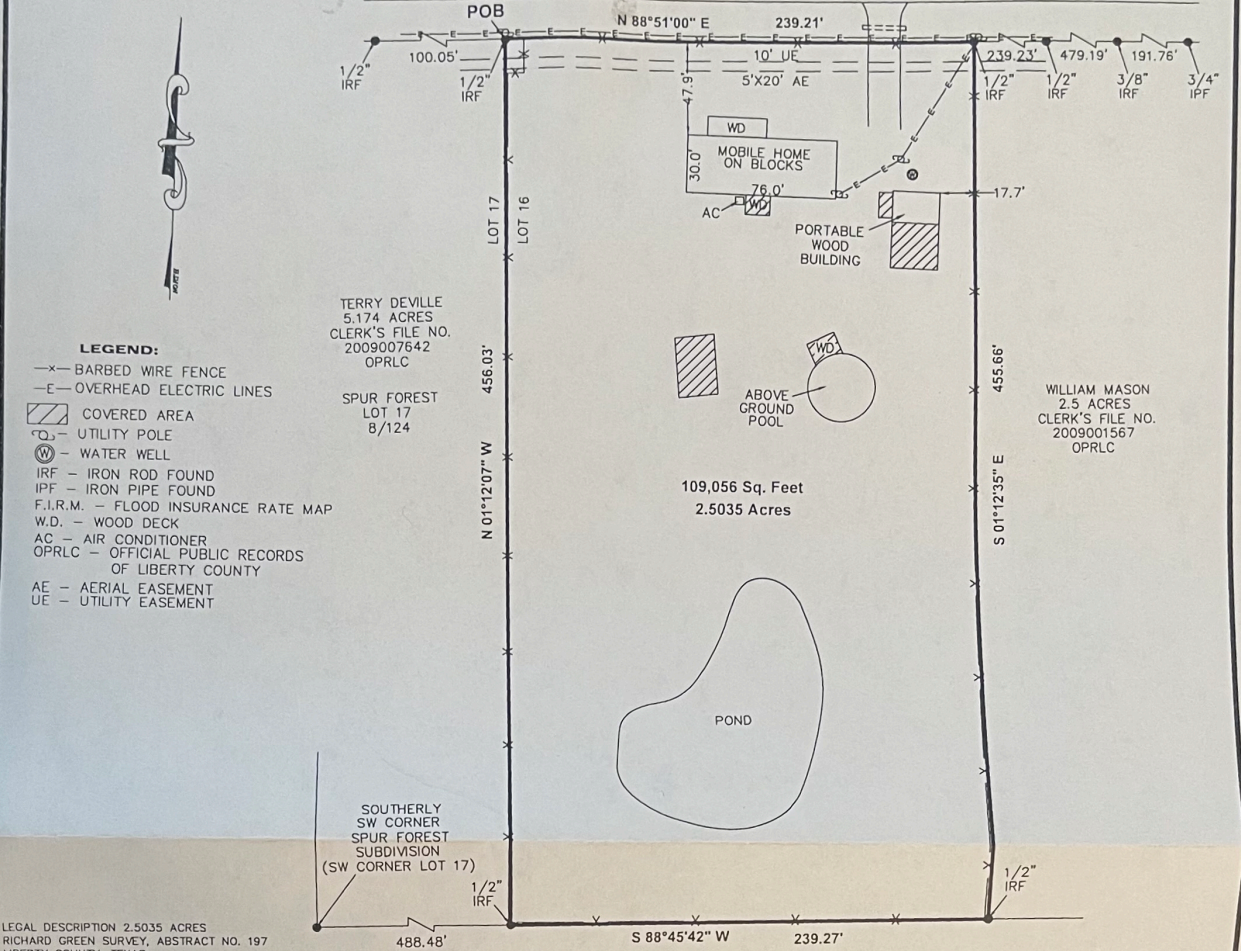 POB
N 88°51'00" E
239.21'
100.05'
10' UE
5'X20' AE
239.23'
479.19'
191.76'
1/2"
IRF
1/2"
IRF
1/2"
IRF
1/2"
IRF
3/8"
IRF
3/4"
IPF
47.9'
WD
MOBILE HOME
ON BLOCKS
30.0'
76.0'
AC
WD
W
17.7'
PORTABLE
WOOD
BUILDING
LOT 17
LOT 16
NORTH
TERRY DEVILLE
5.174 ACRES
CLERK'S FILE NO.
2009007642
OPRLC
SPUR FOREST
LOT 17
8/124
456.03'
N 01°12'07" W
WD
ABOVE
GROUND
POOL
455.66'
S 01°12'35" E
WILLIAM MASON
2.5 ACRES
CLERK'S FILE NO.
2009001567
OPRLC
LEGEND:
—x— BARBED WIRE FENCE
—E— OVERHEAD ELECTRIC LINES
COVERED AREA
– UTILITY POLE
W – WATER WELL
IRF – IRON ROD FOUND
IPF – IRON PIPE FOUND
F.I.R.M. – FLOOD INSURANCE RATE MAP
W.D. – WOOD DECK
AC – AIR CONDITIONER
OPRLC – OFFICIAL PUBLIC RECORDS
OF LIBERTY COUNTY
AE – AERIAL EASEMENT
UE – UTILITY EASEMENT
109,056 Sq. Feet
2.5035 Acres
POND
SOUTHERLY
SW CORNER
SPUR FOREST
SUBDIVISION
(SW CORNER LOT 17)
1/2"
IRF
1/2"
IRF
488.48'
S 88°45'42" W
239.27'
LEGAL DESCRIPTION 2.5035 ACRES
RICHARD GREEN SURVEY, ABSTRACT NO. 197